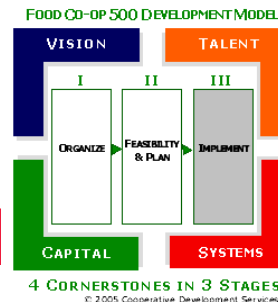 FOOD CO-OP 500 DEVELOPMENT MODEL
VISION TALENT
I II III
ORGANIZE FEASIBILITY & PLAN IMPLEMENT
CAPITAL SYSTEMS
4 CORNERSTONES IN 3 STAGES
© 2005 Cooperative Development Services